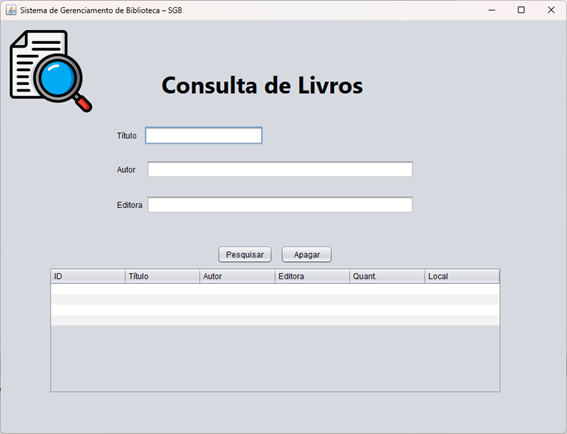 Sistema de Gerenciamento de Biblioteca – SGB
Consulta de Livros
Título
Autor
Editora
Pesquisar Apagar
ID Título Autor Editora Quant. Local